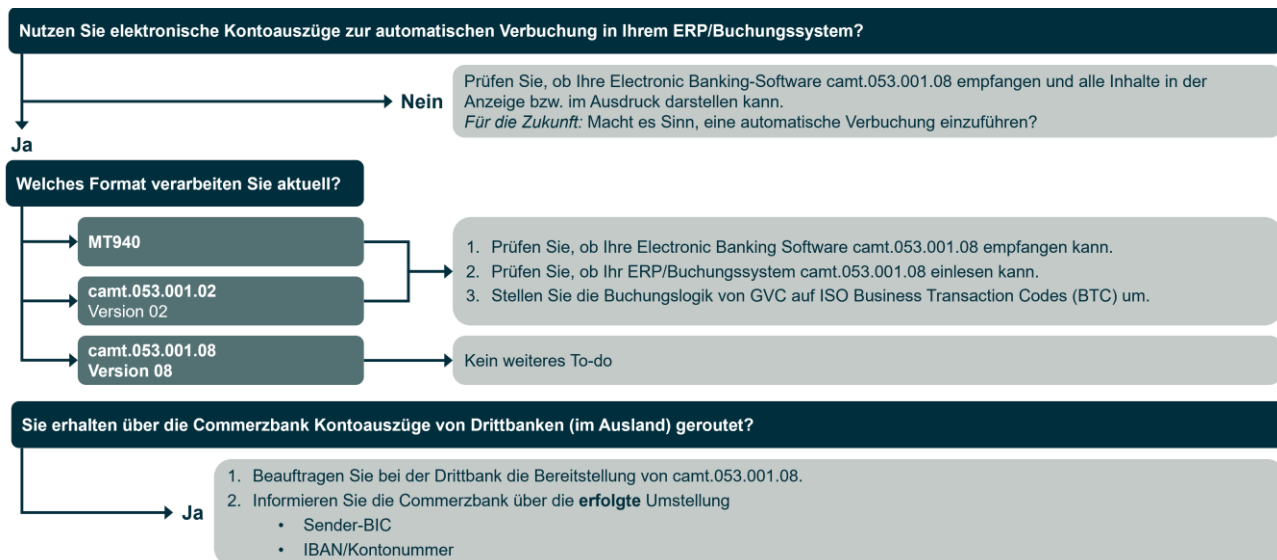 Nutzen Sie elektronische Kontoauszüge zur automatischen Verbuchung in Ihrem ERP/Buchungssystem?
Nein
Prüfen Sie, ob Ihre Electronic Banking-Software camt.053.001.08 empfangen und alle Inhalte in der
Anzeige bzw. im Ausdruck darstellen kann.
Für die Zukunft: Macht es Sinn, eine automatische Verbuchung einzuführen?
Ja
Welches Format verarbeiten Sie aktuell?
MT940
camt.053.001.02
Version 02
1. Prüfen Sie, ob Ihre Electronic Banking Software camt.053.001.08 empfangen kann.
2. Prüfen Sie, ob Ihr ERP/Buchungssystem camt.053.001.08 einlesen kann.
3. Stellen Sie die Buchungslogik von GVC auf ISO Business Transaction Codes (BTC) um.
camt.053.001.08
Version 08
Kein weiteres To-do
Sie erhalten über die Commerzbank Kontoauszüge von Drittbanken (im Ausland) geroutet?
Ja
1. Beauftragen Sie bei der Drittbank die Bereitstellung von camt.053.001.08.
2. Informieren Sie die Commerzbank über die erfolgte Umstellung
• Sender-BIC
• IBAN/Kontonummer